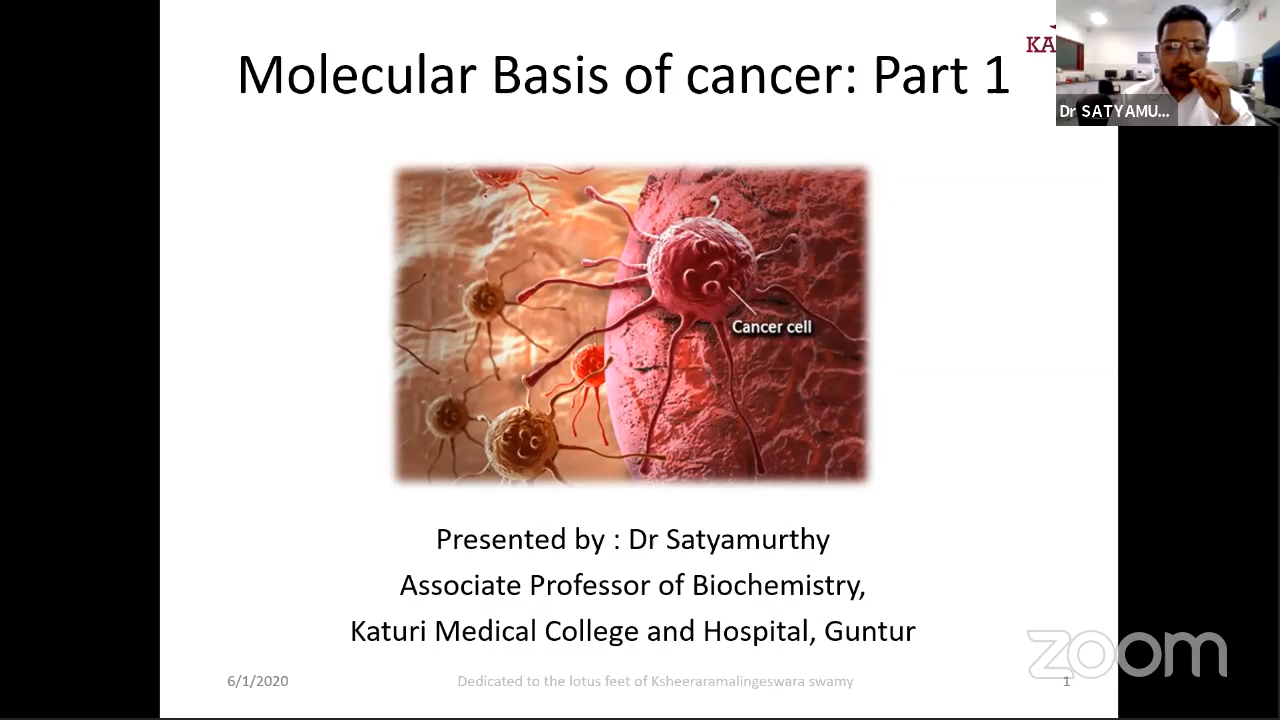 Molecular Basis of cancer: Part 1
KA
Dr SATYAMU...
Cancer cell
Presented by : Dr Satyamurthy
Associate Professor of Biochemistry,
Katuri Medical College and Hospital, Guntur
6/1/2020
Dedicated to the lotus feet of Ksheeraramalingeswara swamy
1
zoom